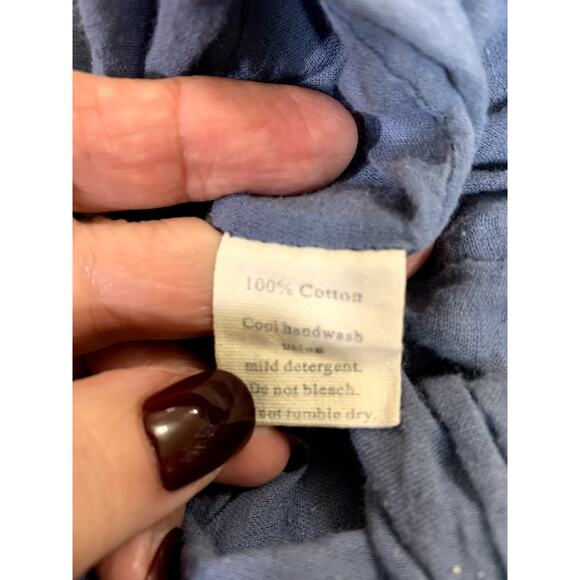 100% Cotton
Cool handwash
using
mild detergent.
Do not bleach.
not tumble dry.